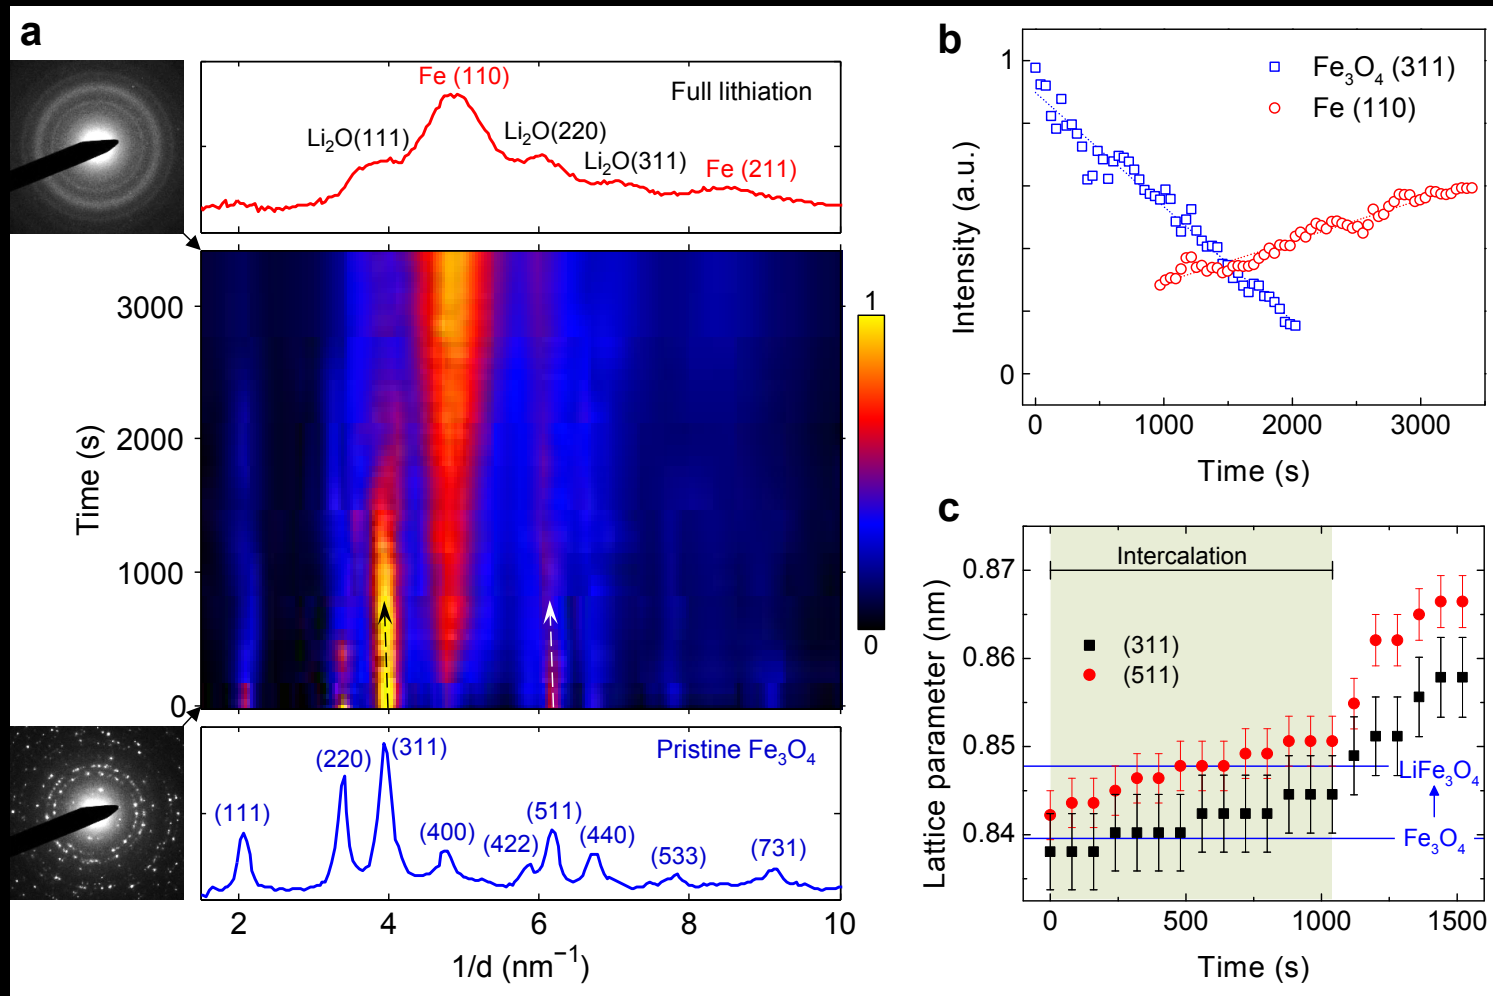 a
Full lithiation
Fe (110)
Li₂O(111)
Li₂O(220)
Li₂O(311)
Fe (211)
3000
2000
1000
0
Time (s)
1
0
Pristine Fe₃O₄
(111)
(220)
(311)
(400)
(422)
(511)
(440)
(533)
(731)
2 4 6 8 10
1/d (nm⁻¹)
b
1
0
Intensity (a.u.)
Fe₃O₄ (311)
Fe (110)
0 1000 2000 3000
Time (s)
c
0.87
0.86
0.85
0.84
Lattice parameter (nm)
Intercalation
(311)
(511)
LiFe₃O₄
Fe₃O₄
0 500 1000 1500
Time (s)